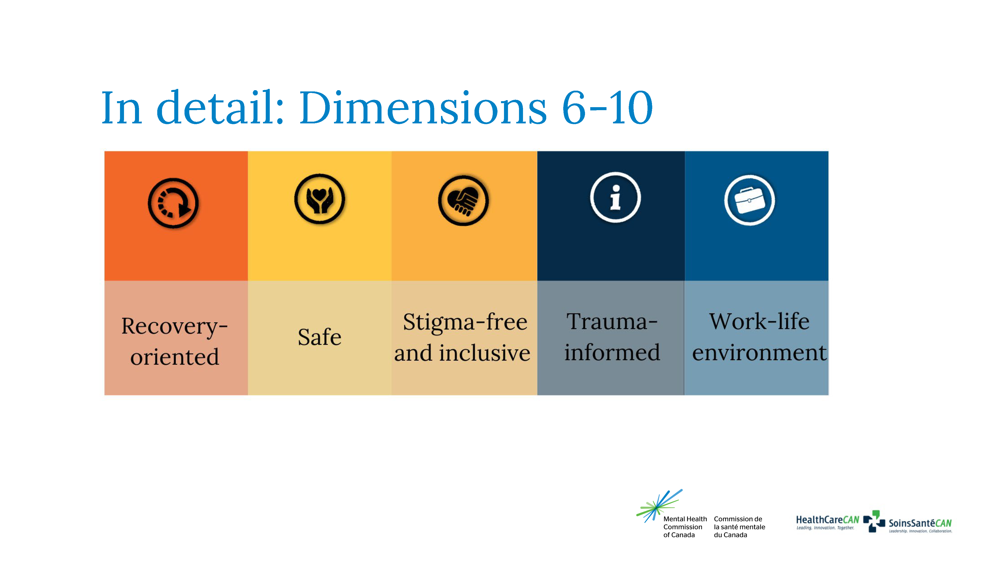 In detail: Dimensions 6-10
Recovery-
oriented
Safe
Stigma-free
and inclusive
Trauma-
informed
Work-life
environment
Mental Health
Commission
of Canada
Commission de
la santé mentale
du Canada
HealthCareCAN
Leading. Innovation. Together.
SoinsSantéCAN
Leadership. Innovation. Collaboration.